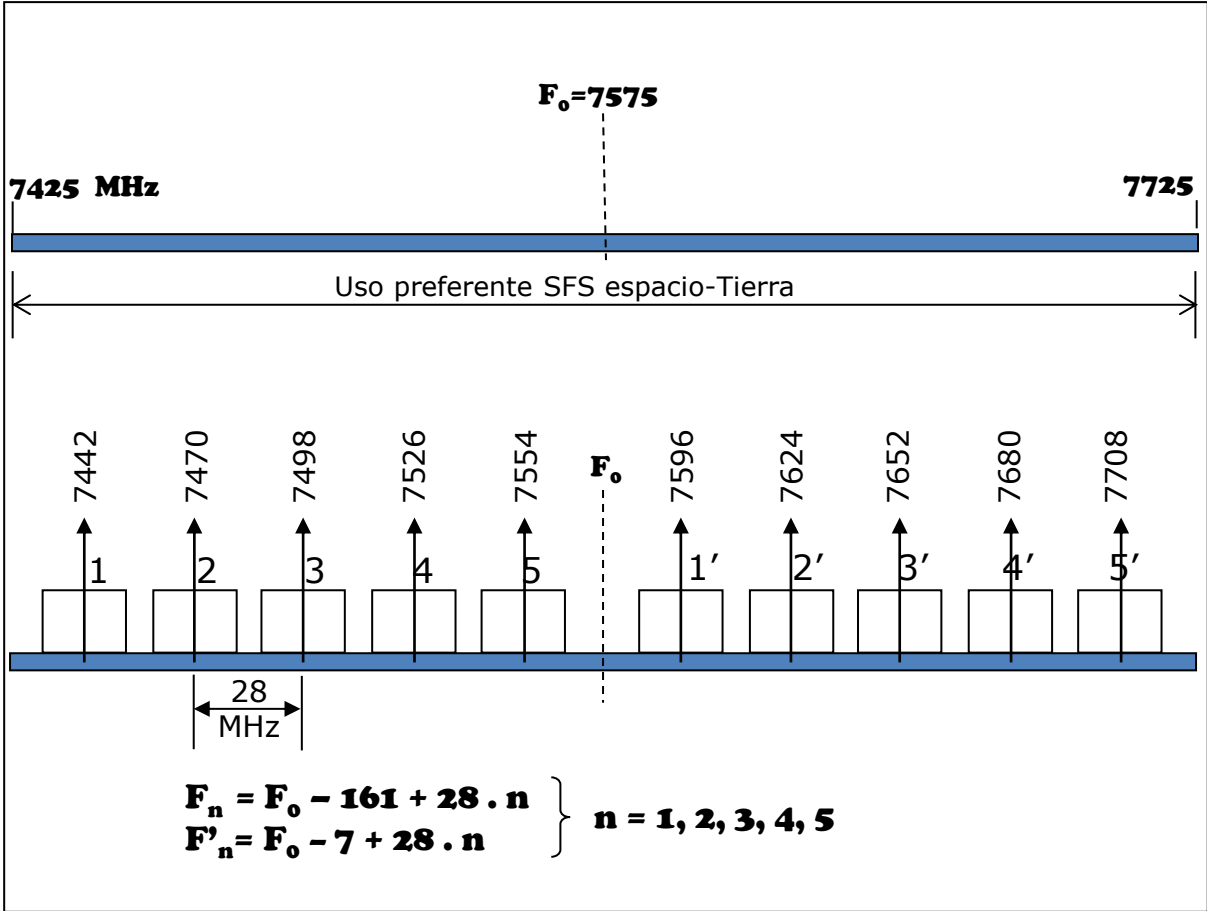 Fo=7575
7425 MHz 7725
Uso preferente SFS espacio-Tierra
7442 7470 7498 7526 7554 Fo 7596 7624 7652 7680 7708
1 2 3 4 5 1’ 2’ 3’ 4’ 5’
28
MHz
Fn = Fo – 161 + 28 . n
F’n= Fo – 7 + 28 . n
n = 1, 2, 3, 4, 5